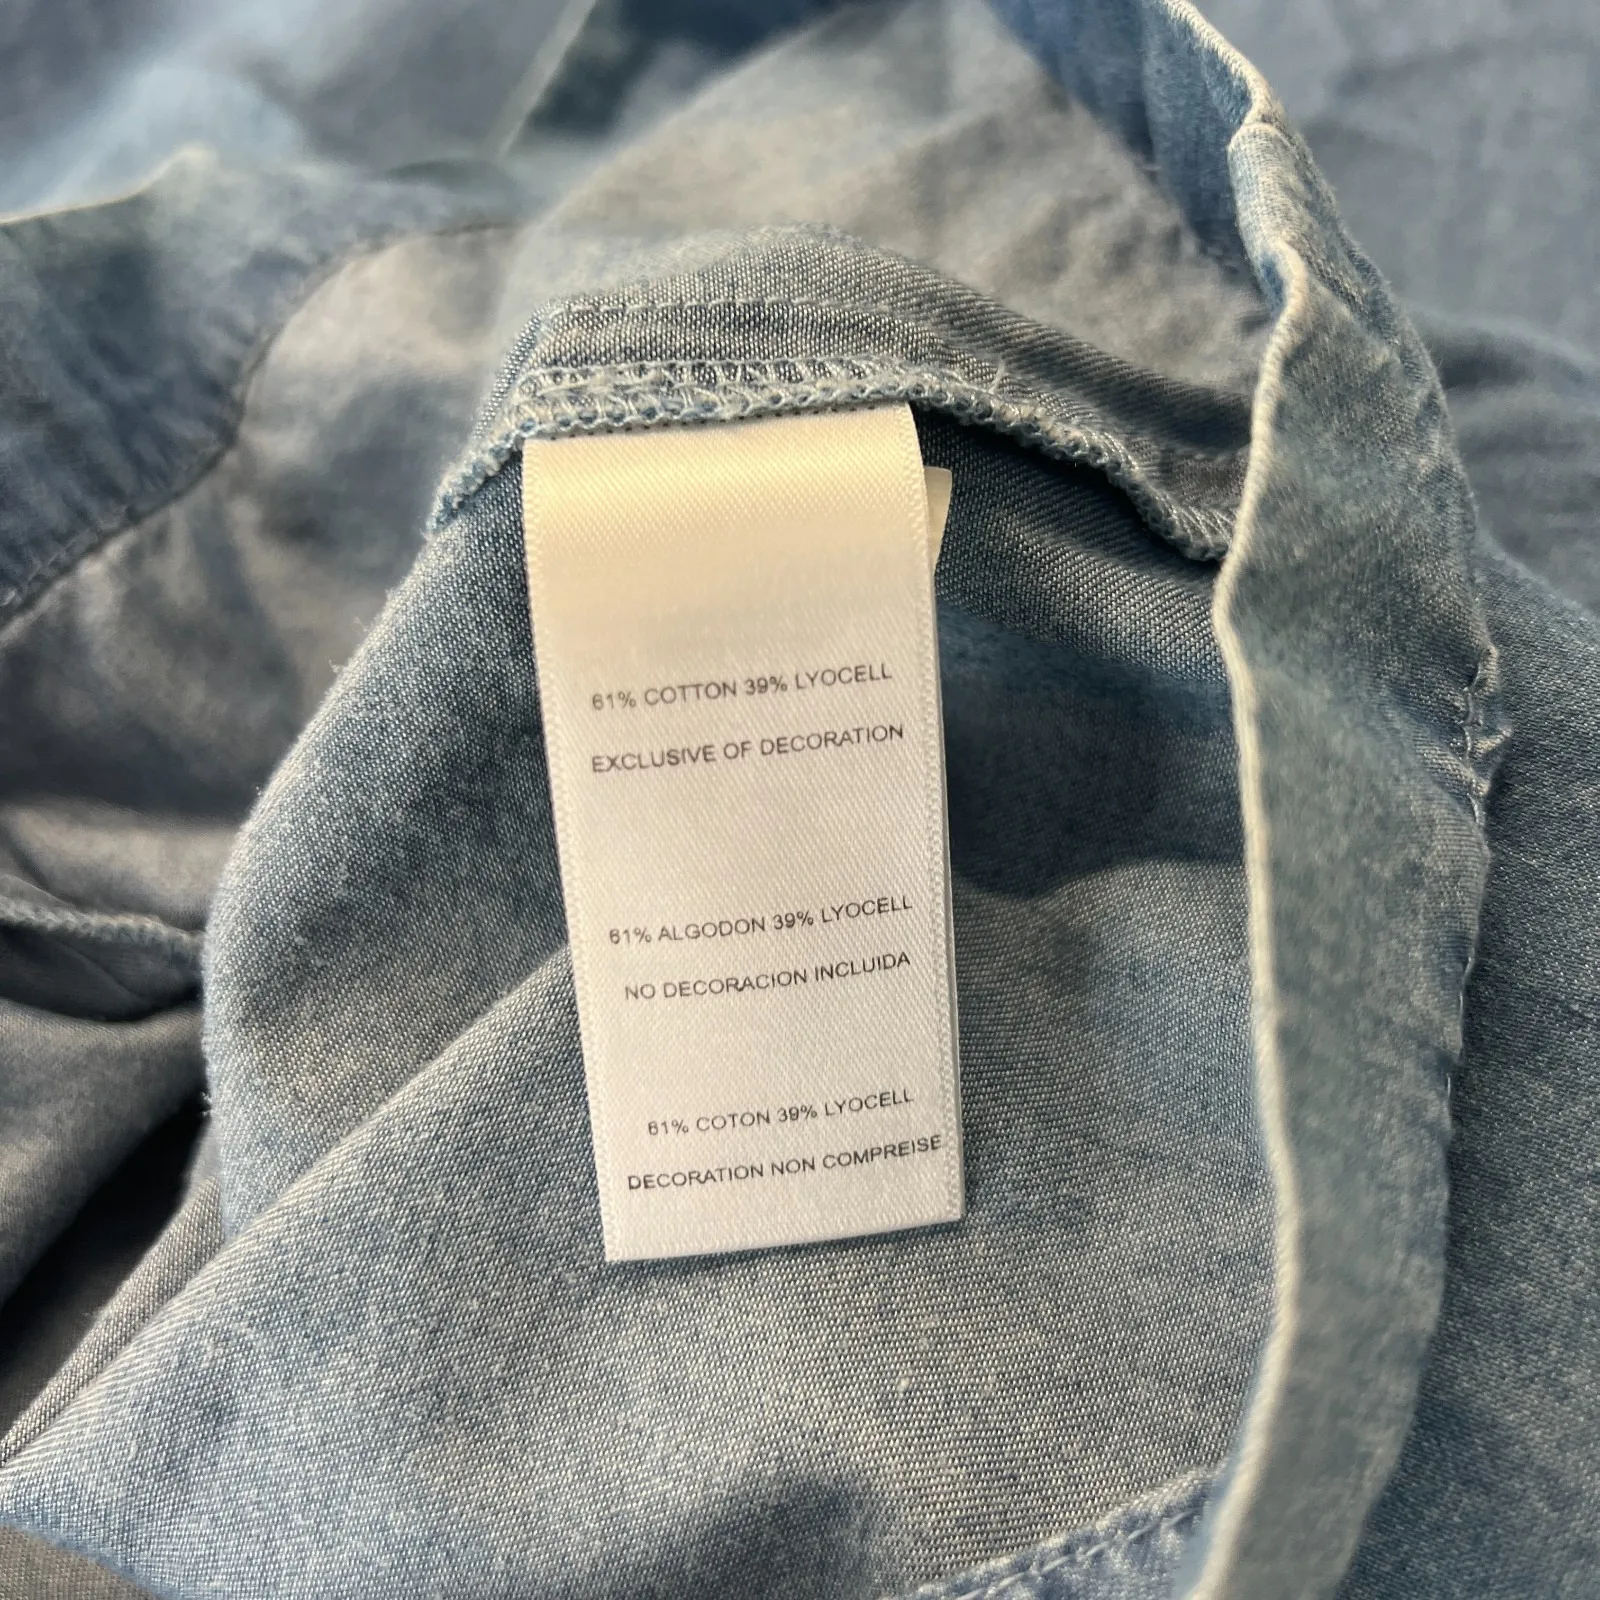 61% COTTON 39% LYOCELL
EXCLUSIVE OF DECORATION
61% ALGODON 39% LYOCELL
NO DECORACION INCLUIDA
61% COTON 39% LYOCELL
DECORATION NON COMPREISE